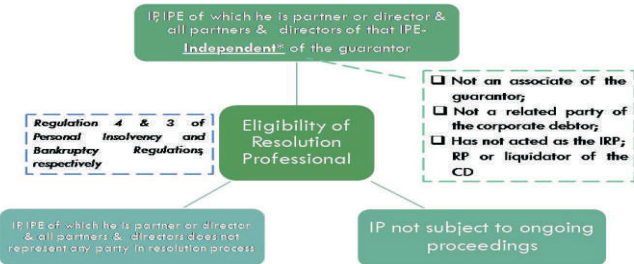 IP,IPE of which he is partner or director &
all partners & directors of that IPE-
Independent* of the guarantor
❑ Not an associate of the
guarantor;
❑ Not a related party of
the corporate debtor;
❑ Has not acted as the IRP;
RP or liquidator of the
CD
Regulation 4 & 3 of
Personal Insolvency and
Bankruptcy Regulations,
respectively
Eligibility of
Resolution
Professional
IP,IPE of which he is partner or director
& all partners & directors does not
represent any party in resolution process
IP not subject to ongoing
proceedings